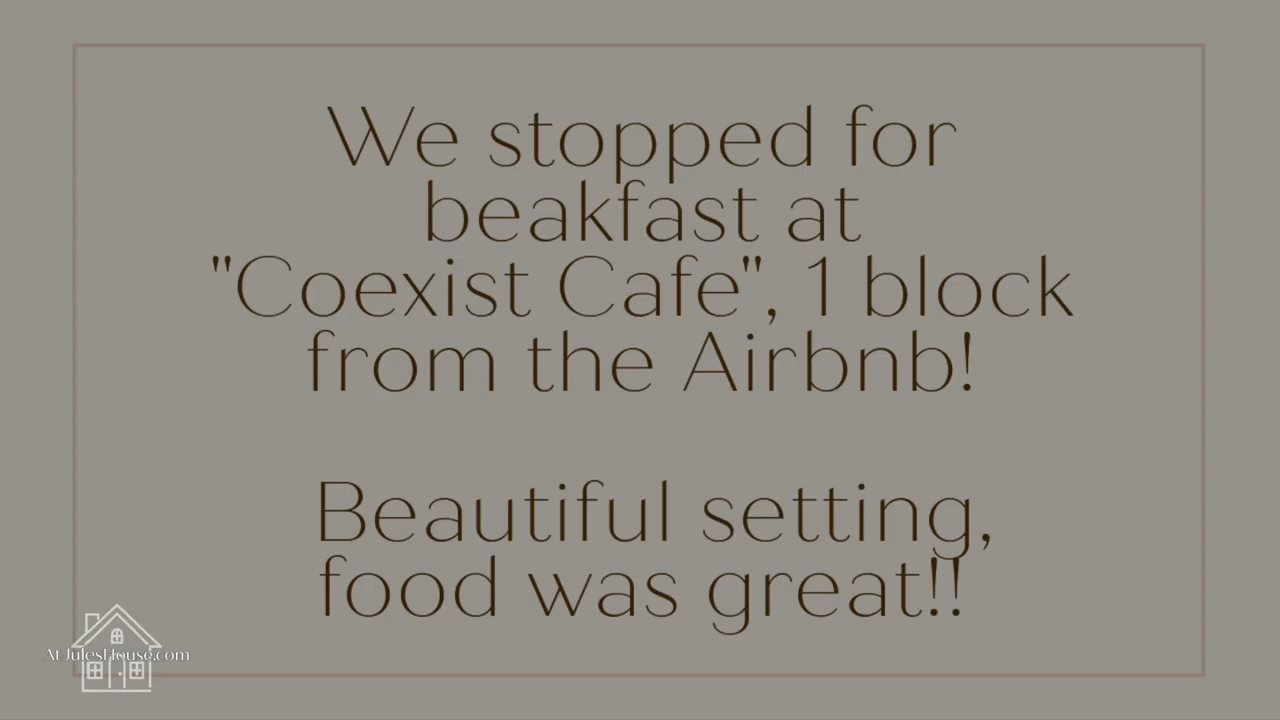 We stopped for
beakfast at
"Coexist Cafe", 1 block
from the Airbnb!
Beautiful setting,
food was great!!
AtJulesHouse.com